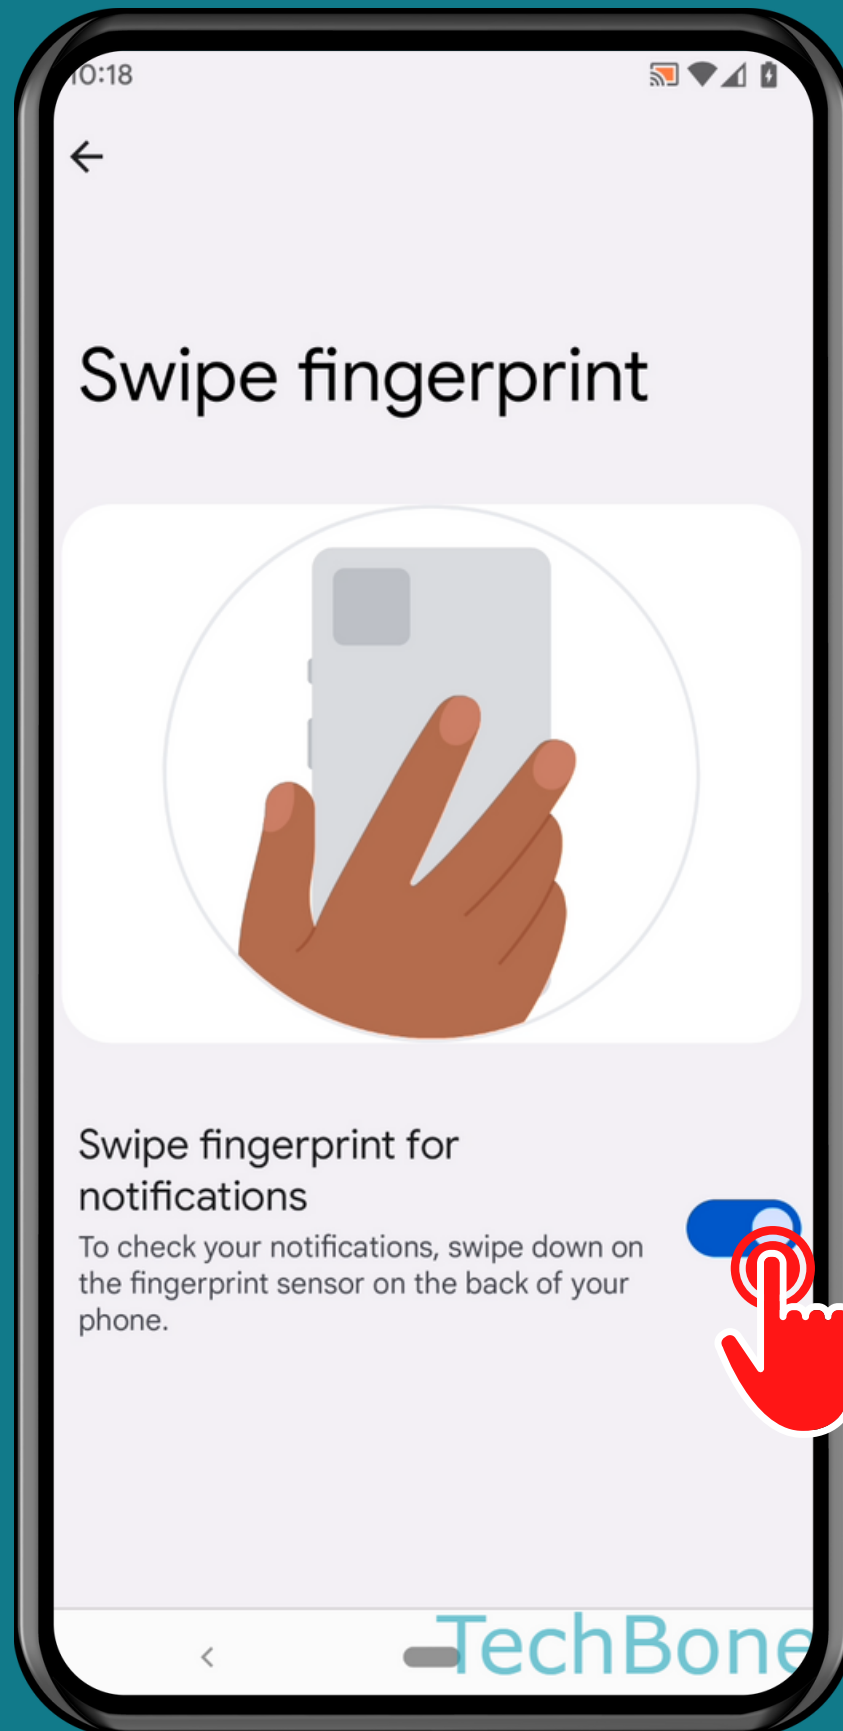 10:18
Swipe fingerprint
Swipe fingerprint for
notifications
To check your notifications, swipe down on
the fingerprint sensor on the back of your
phone.
TechBone